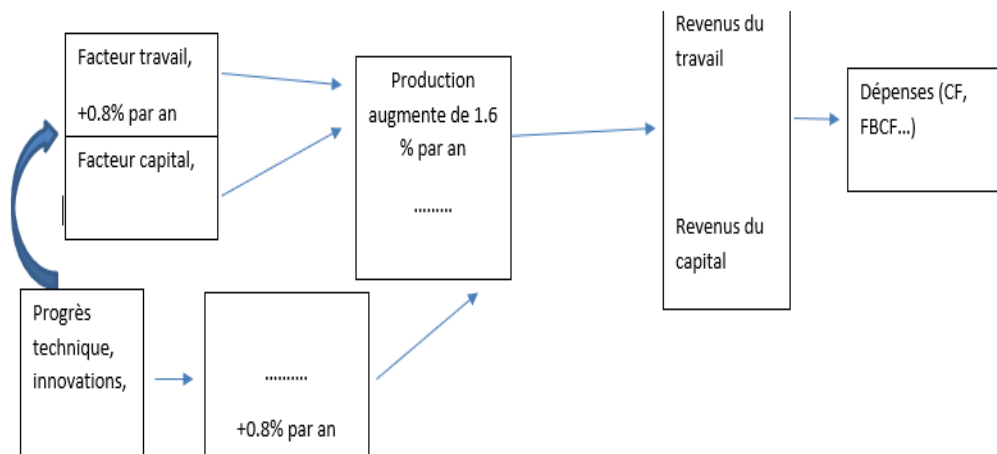 Facteur travail,
+0.8% par an
Facteur capital,
Production
augmente de 1.6
% par an
.........
Revenus du
travail
Revenus du
capital
Dépenses (CF,
FBCF...)
Progrès
technique,
innovations,
..........
+0.8% par an